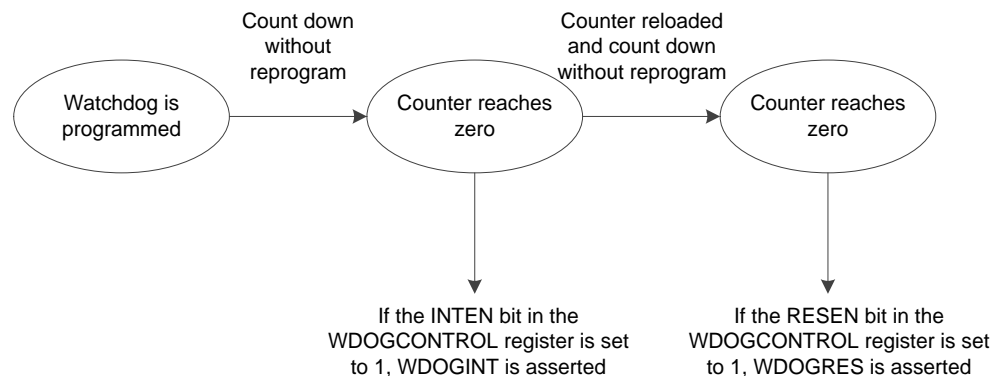 Count down
without
reprogram
Counter reloaded
and count down
without reprogram
Watchdog is
programmed
Counter reaches
zero
Counter reaches
zero
If the INTEN bit in the
WDOGCONTROL register is set
to 1, WDOGINT is asserted
If the RESEN bit in the
WDOGCONTROL register is set
to 1, WDOGRES is asserted